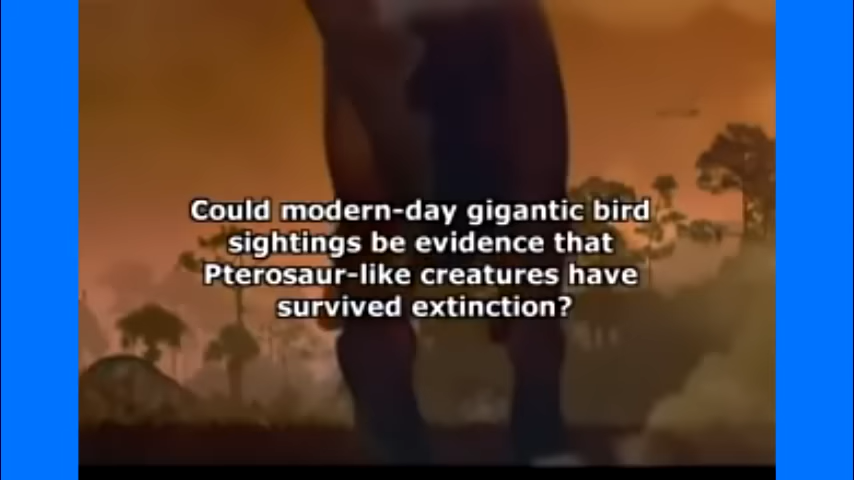 Could modern-day gigantic bird
sightings be evidence that
Pterosaur-like creatures have
survived extinction?